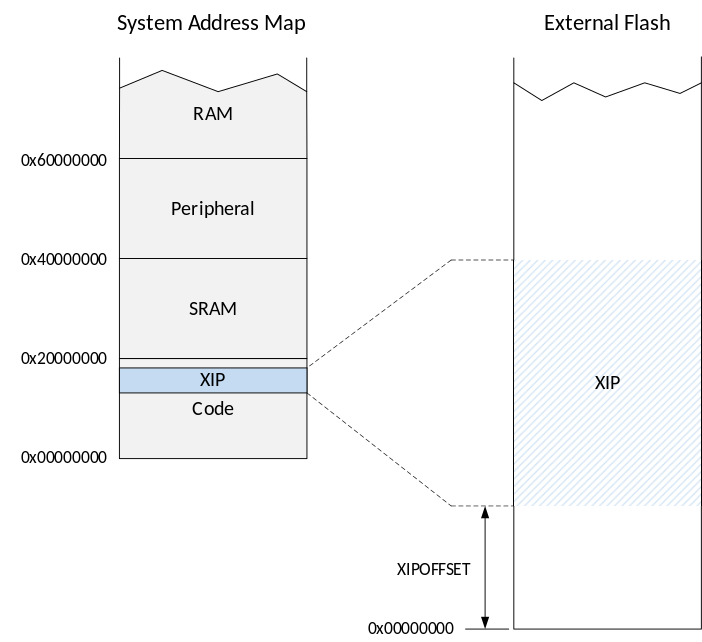 System Address Map
External Flash
RAM
0x60000000
Peripheral
0x40000000
SRAM
0x20000000
XIP
XIP
Code
0x00000000
XIPOFFSET
0x00000000